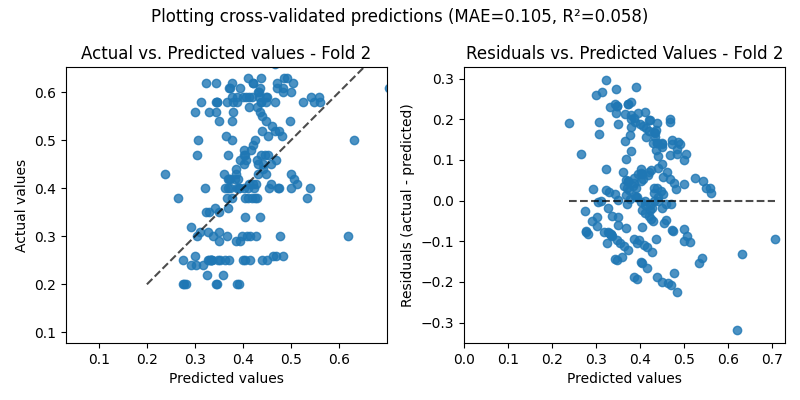 Plotting cross-validated predictions (MAE=0.105, R²=0.058)
Actual vs. Predicted values - Fold 2
Actual values
0.6
0.5
0.4
0.3
0.2
0.1
0.1 0.2 0.3 0.4 0.5 0.6
Predicted values
Residuals vs. Predicted Values - Fold 2
Residuals (actual - predicted)
0.3
0.2
0.1
0.0
−0.1
−0.2
−0.3
0.0 0.1 0.2 0.3 0.4 0.5 0.6 0.7
Predicted values